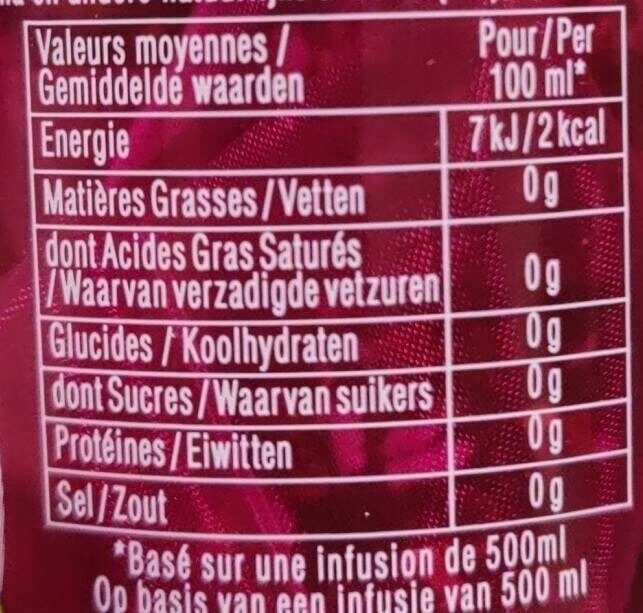 Valeurs moyennes / Pour/Per
Gemiddelde waarden 100 ml*
Energie 7 kJ/2 kcal
Matières Grasses/Vetten 0 g
dont Acides Gras Saturés
/Waarvan verzadigde vetzuren 0 g
Glucides / Koolhydraten 0 g
dont Sucres/Waarvan suikers 0 g
Protéines/Eiwitten 0 g
Sel/Zout 0 g
*Basé sur une infusion de 500ml
Op basis van een infusie van 500 ml